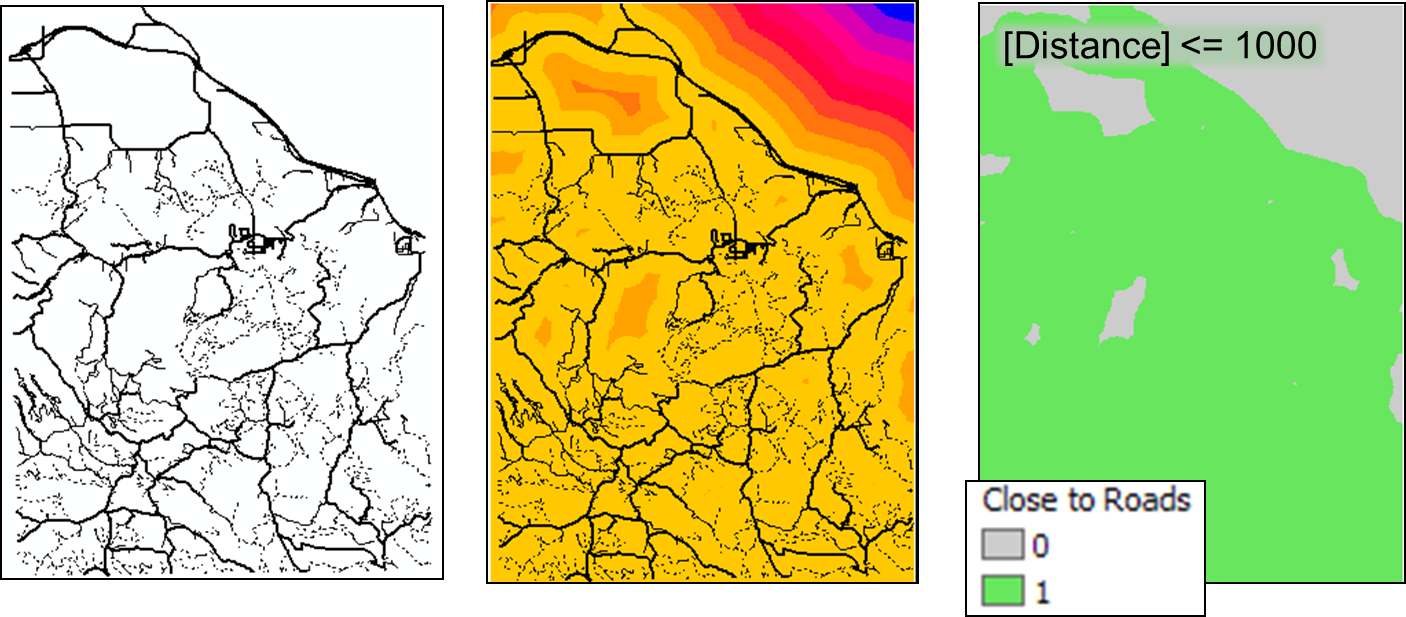 [Distance] <= 1000
Close to Roads
0
1